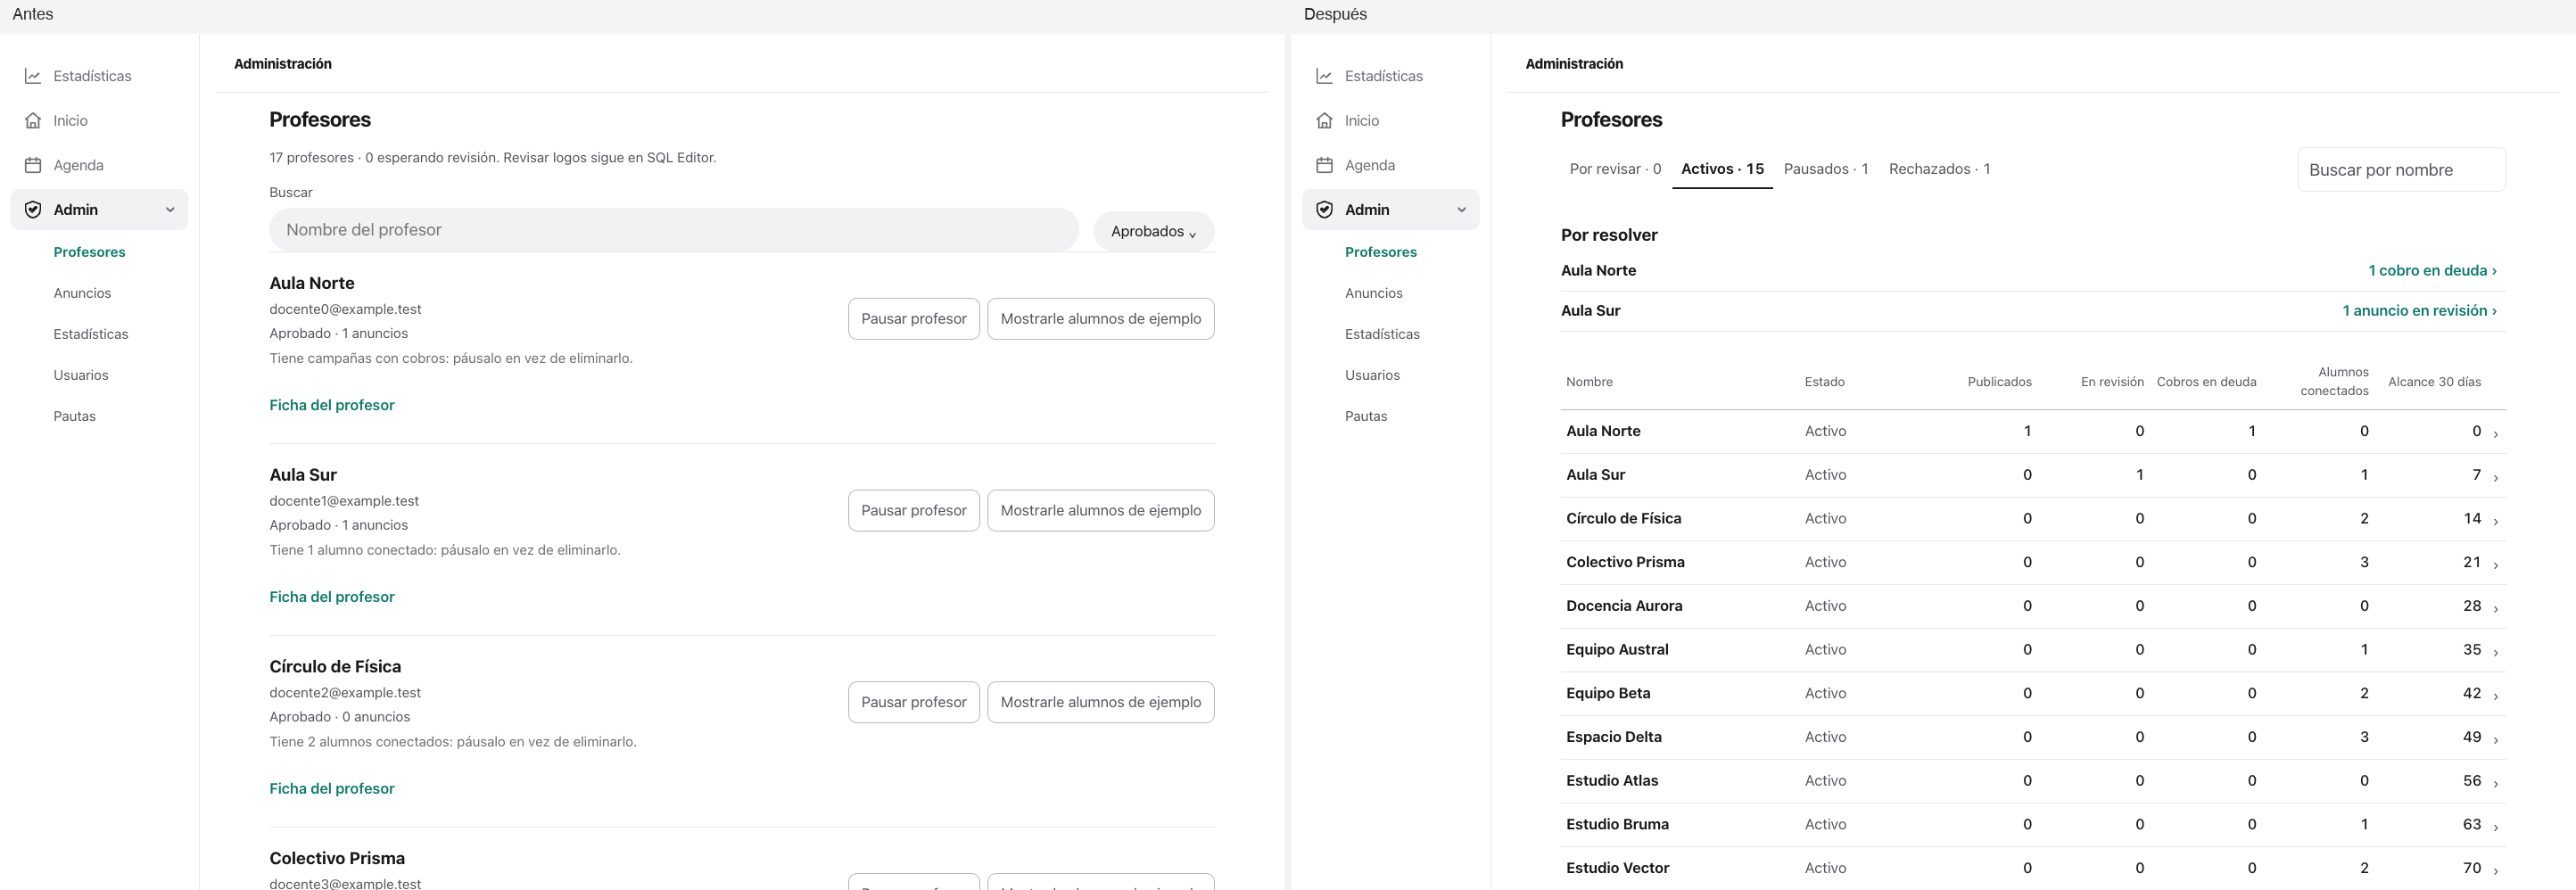 Antes
Estadísticas
Inicio
Agenda
Admin
Profesores
Anuncios
Estadísticas
Usuarios
Pautas
Administración
Profesores
17 profesores · 0 esperando revisión. Revisar logos sigue en SQL Editor.
Buscar
Nombre del profesor
Aprobados
Aula Norte
docente0@example.test
Aprobado · 1 anuncios
Tiene campañas con cobros: páusalo en vez de eliminarlo.
Pausar profesor Mostrarle alumnos de ejemplo
Ficha del profesor
Aula Sur
docente1@example.test
Aprobado · 1 anuncios
Tiene 1 alumno conectado: páusalo en vez de eliminarlo.
Pausar profesor Mostrarle alumnos de ejemplo
Ficha del profesor
Círculo de Física
docente2@example.test
Aprobado · 0 anuncios
Tiene 2 alumnos conectados: páusalo en vez de eliminarlo.
Pausar profesor Mostrarle alumnos de ejemplo
Ficha del profesor
Colectivo Prisma
docente3@example.test
Después
Estadísticas
Inicio
Agenda
Admin
Profesores
Anuncios
Estadísticas
Usuarios
Pautas
Administración
Profesores
Por revisar · 0 Activos · 15 Pausados · 1 Rechazados · 1
Buscar por nombre
Por resolver
Aula Norte 1 cobro en deuda ›
Aula Sur 1 anuncio en revisión ›
Nombre Estado Publicados En revisión Cobros en deuda Alumnos conectados Alcance 30 días
Aula Norte Activo 1 0 1 0 0 ›
Aula Sur Activo 0 1 0 1 7 ›
Círculo de Física Activo 0 0 0 2 14 ›
Colectivo Prisma Activo 0 0 0 3 21 ›
Docencia Aurora Activo 0 0 0 0 28 ›
Equipo Austral Activo 0 0 0 1 35 ›
Equipo Beta Activo 0 0 0 2 42 ›
Espacio Delta Activo 0 0 0 3 49 ›
Estudio Atlas Activo 0 0 0 0 56 ›
Estudio Bruma Activo 0 0 0 1 63 ›
Estudio Vector Activo 0 0 0 2 70 ›